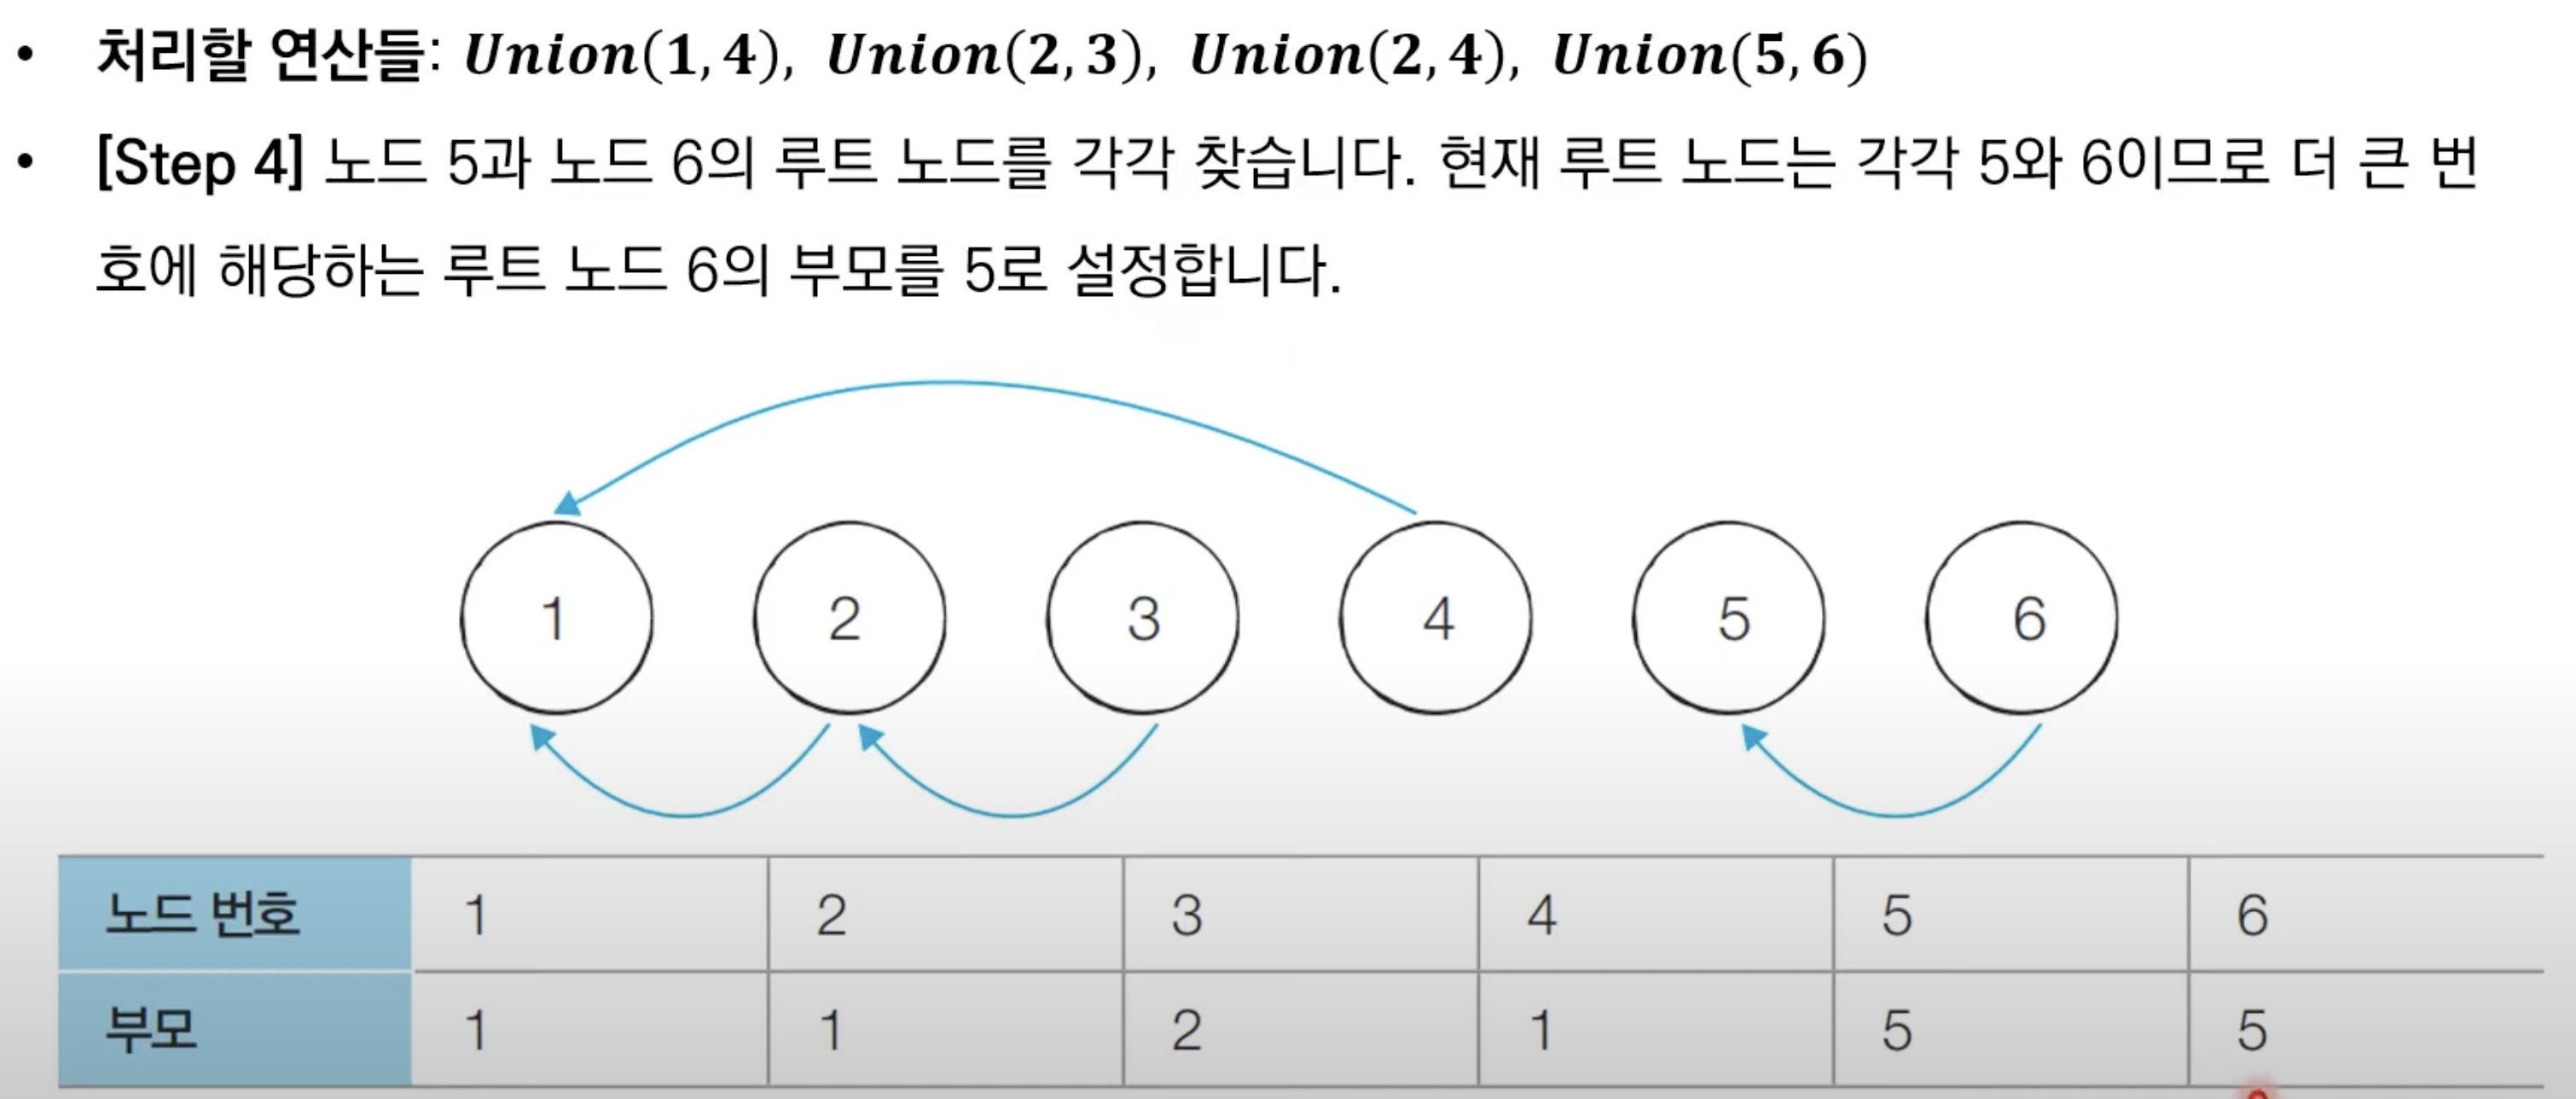 • 처리할 연산들: Union(1, 4), Union(2, 3), Union(2, 4), Union(5, 6)
• [Step 4] 노드 5과 노드 6의 루트 노드를 각각 찾습니다. 현재 루트 노드는 각각 5와 6이므로 더 큰 번
호에 해당하는 루트 노드 6의 부모를 5로 설정합니다.
1 2 3 4 5 6
노드 번호 1 2 3 4 5 6
부모 1 1 2 1 5 5